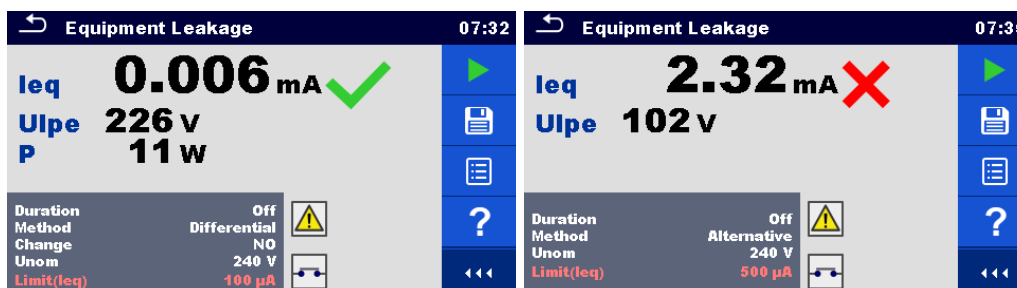 Equipment Leakage 07:32
Ieq 0.006 mA
Ulpe 226 V
P 11 W
Duration Off
Method Differential
Change NO
Unom 240 V
Limit(Ieq) 100 µA
?
Equipment Leakage 07:3
Ieq 2.32 mA
Ulpe 102 V
Duration Off
Method Alternative
Unom 240 V
Limit(Ieq) 500 µA
?